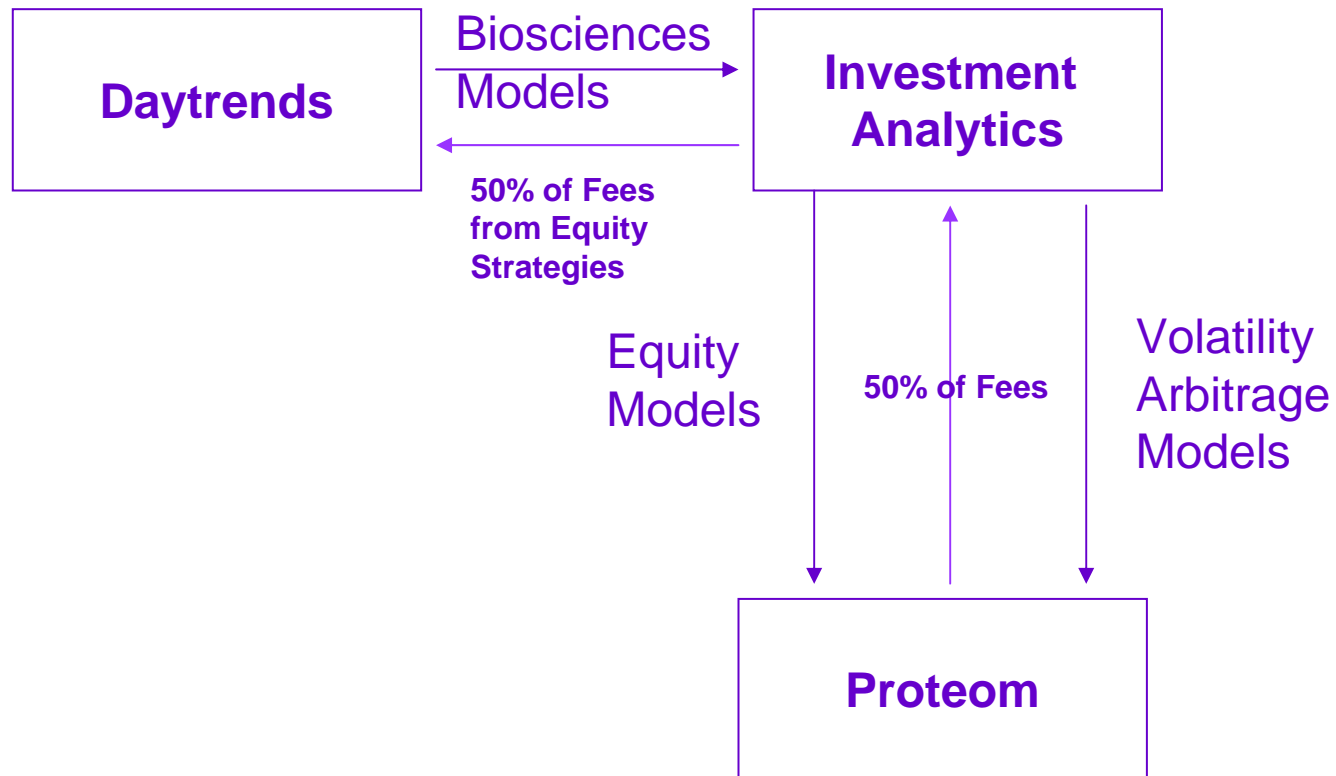 Daytrends
Biosciences
Models
Investment
Analytics
50% of Fees
from Equity
Strategies
Equity
Models
50% of Fees
Volatility
Arbitrage
Models
Proteom